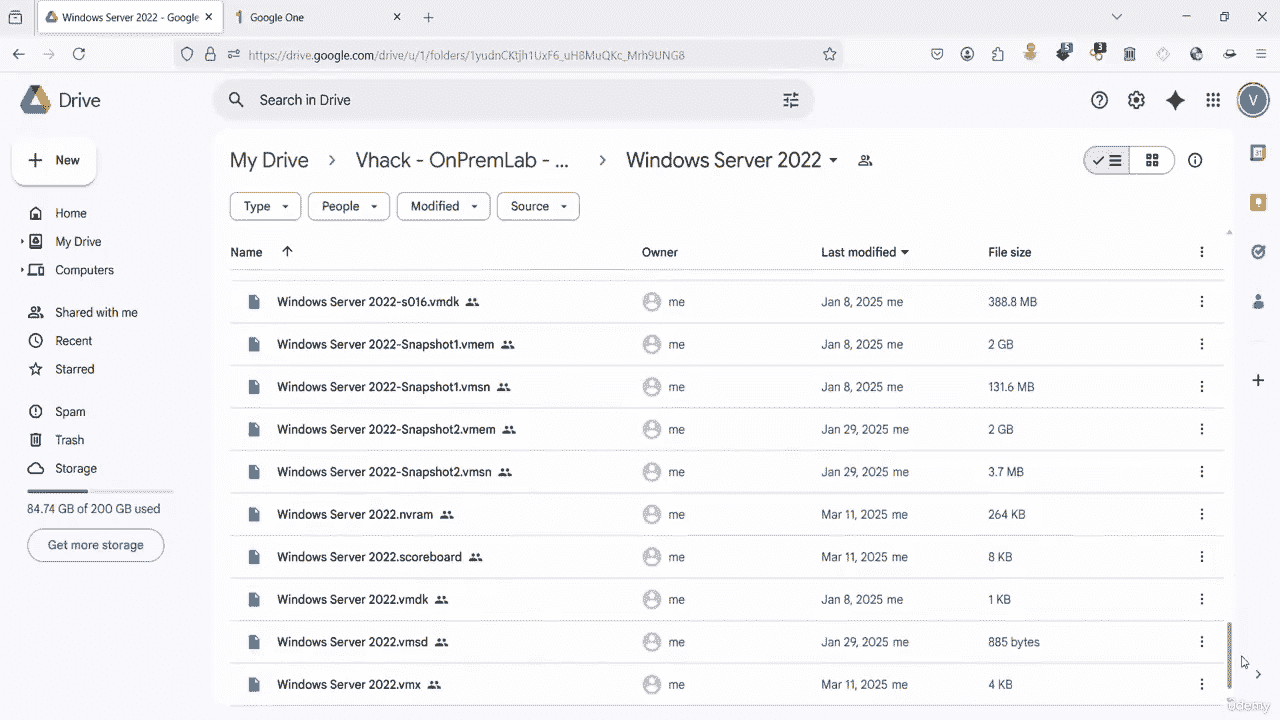 Windows Server 2022 - Google
Google One
https://drive.google.com/drive/u/1/folders/1yudnCKtjh1UxF6_uH8MuQKc_Mrh9UNG8
5
3
Drive
Search in Drive
V
New
My Drive > Vhack - OnPremLab - ... > Windows Server 2022
Type
People
Modified
Source
Home
My Drive
Computers
Shared with me
Recent
Starred
Spam
Trash
Storage
84.74 GB of 200 GB used
Get more storage
Name Owner Last modified File size
Windows Server 2022-s016.vmdk me Jan 8, 2025 me 388.8 MB
Windows Server 2022-Snapshot1.vmem me Jan 8, 2025 me 2 GB
Windows Server 2022-Snapshot1.vmsn me Jan 8, 2025 me 131.6 MB
Windows Server 2022-Snapshot2.vmem me Jan 29, 2025 me 2 GB
Windows Server 2022-Snapshot2.vmsn me Jan 29, 2025 me 3.7 MB
Windows Server 2022.nvram me Mar 11, 2025 me 264 KB
Windows Server 2022.scoreboard me Mar 11, 2025 me 8 KB
Windows Server 2022.vmdk me Jan 8, 2025 me 1 KB
Windows Server 2022.vmsd me Jan 29, 2025 me 885 bytes
Windows Server 2022.vmx me Mar 11, 2025 me 4 KB
31
udemy